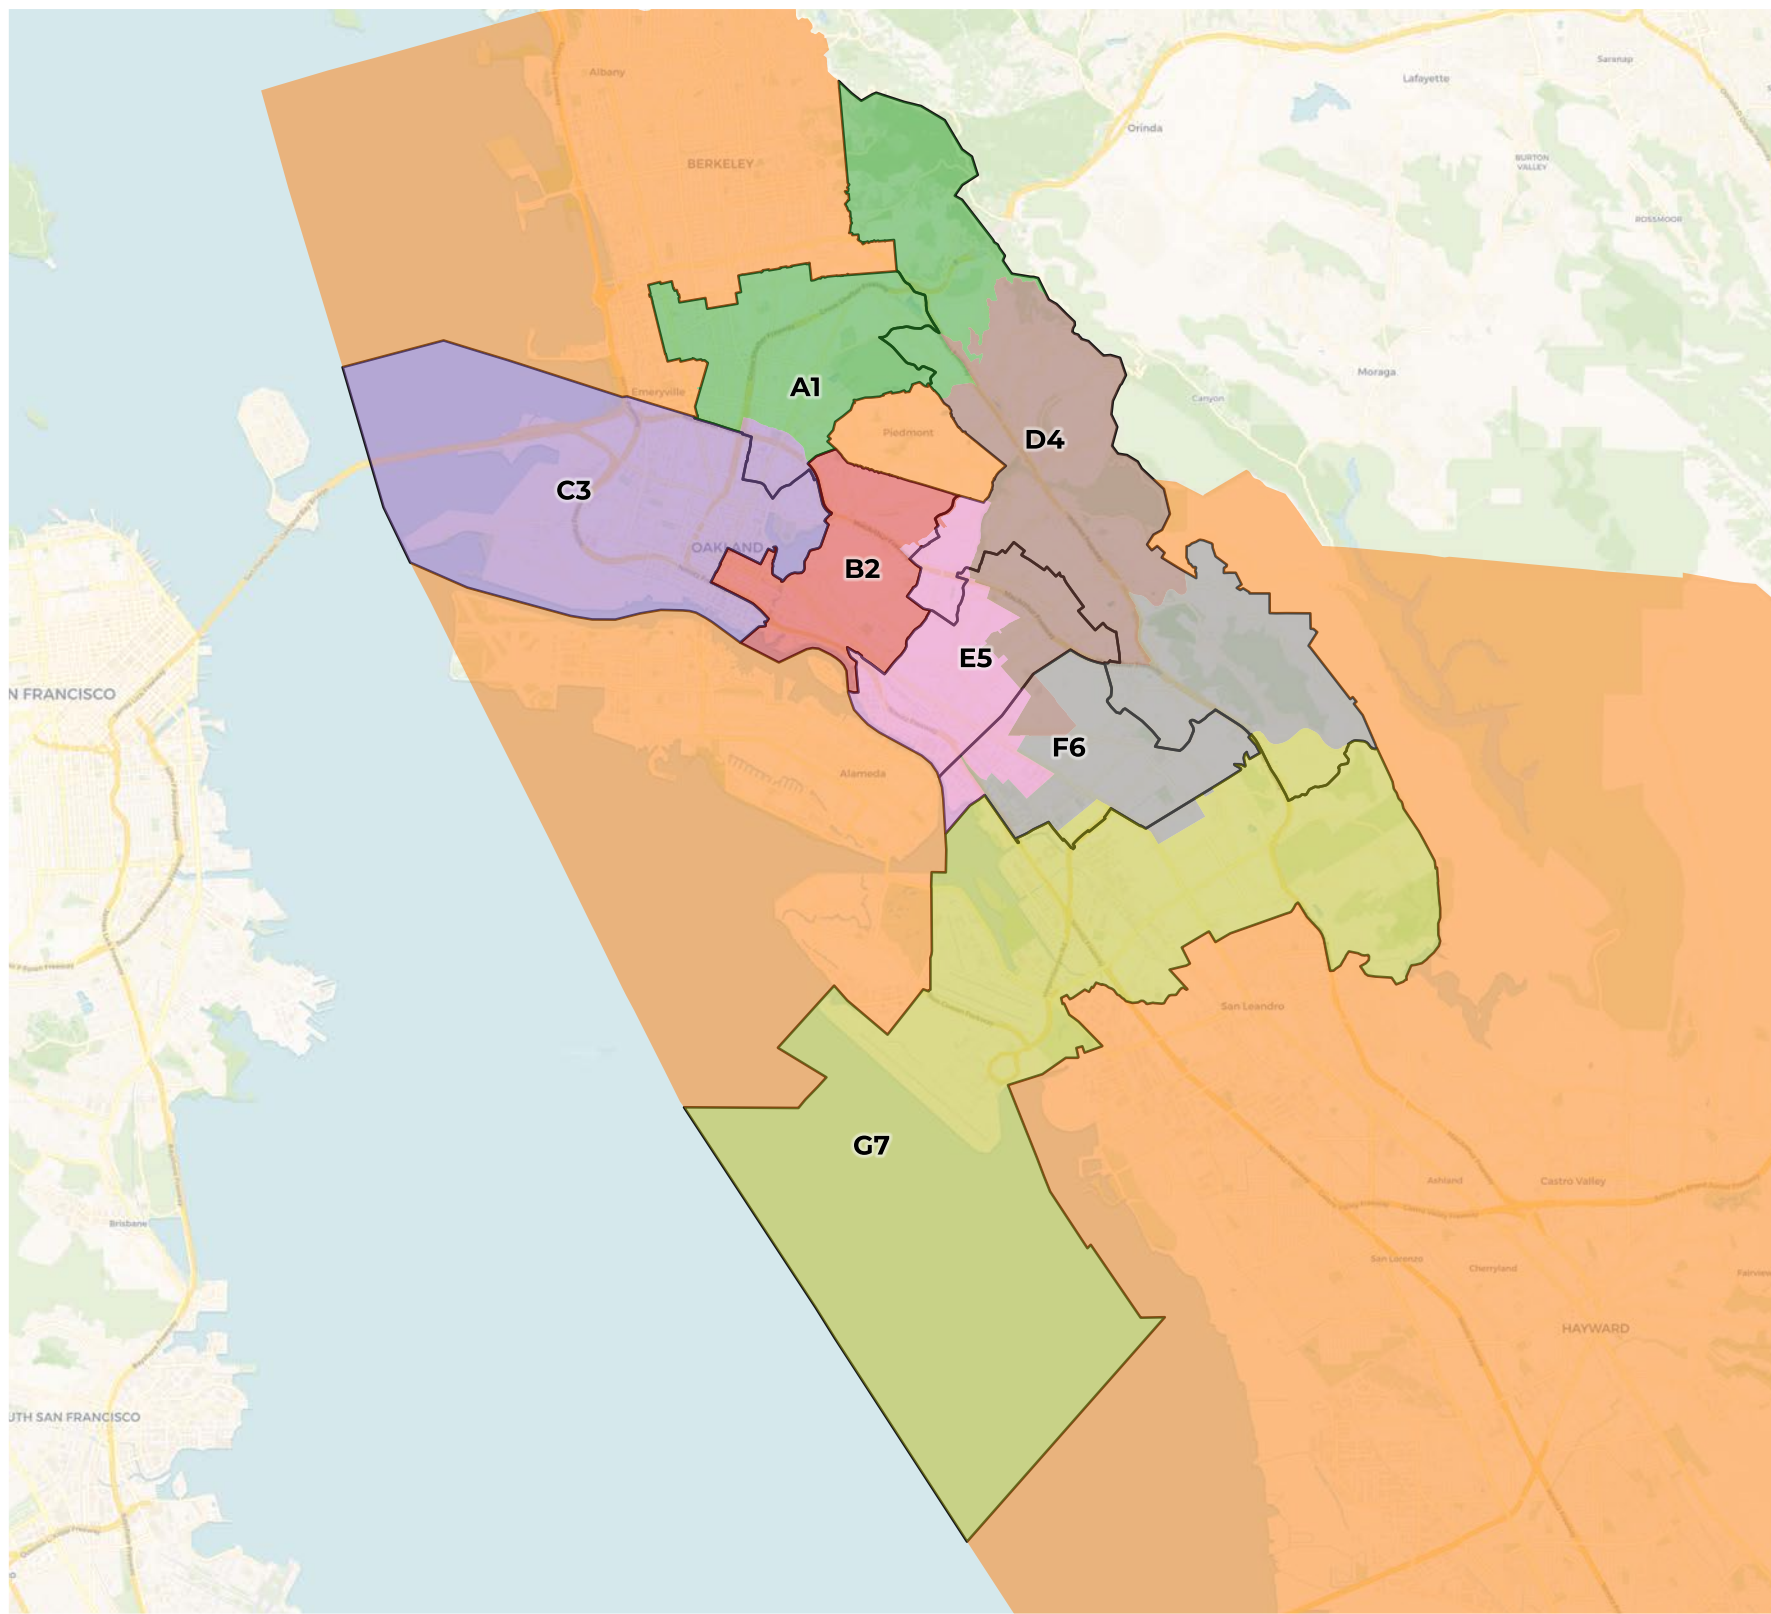 Albany
BERKELEY
Orinda
Lafayette
Saranap
BURTON
VALLEY
ROSSMOOR
Moraga
Canyon
Emeryville
A1
Piedmont
D4
C3
OAKLAND
B2
E5
N FRANCISCO
F6
Alameda
San Leandro
G7
Ashland
Castro Valley
Brisbane
San Lorenzo
Cherryland
Fairview
HAYWARD
UTH SAN FRANCISCO